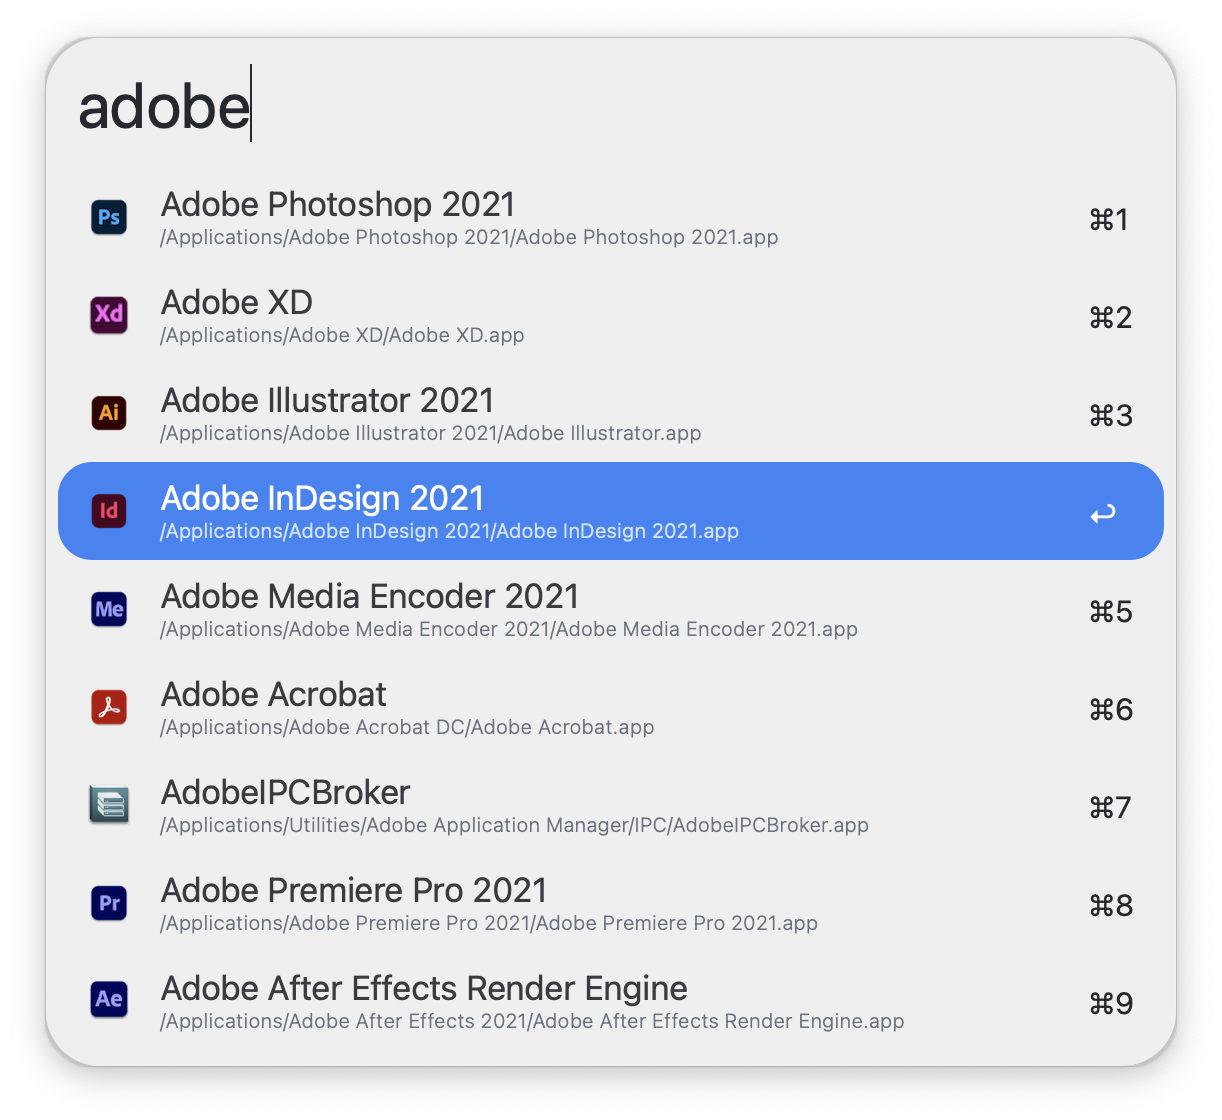 adobe
Ps Adobe Photoshop 2021 ⌘1
/Applications/Adobe Photoshop 2021/Adobe Photoshop 2021.app
Xd Adobe XD ⌘2
/Applications/Adobe XD/Adobe XD.app
Ai Adobe Illustrator 2021 ⌘3
/Applications/Adobe Illustrator 2021/Adobe Illustrator.app
Id Adobe InDesign 2021 ↩
/Applications/Adobe InDesign 2021/Adobe InDesign 2021.app
Me Adobe Media Encoder 2021 ⌘5
/Applications/Adobe Media Encoder 2021/Adobe Media Encoder 2021.app
Adobe Acrobat ⌘6
/Applications/Adobe Acrobat DC/Adobe Acrobat.app
AdobeIPCBroker ⌘7
/Applications/Utilities/Adobe Application Manager/IPC/AdobeIPCBroker.app
Pr Adobe Premiere Pro 2021 ⌘8
/Applications/Adobe Premiere Pro 2021/Adobe Premiere Pro 2021.app
Ae Adobe After Effects Render Engine ⌘9
/Applications/Adobe After Effects 2021/Adobe After Effects Render Engine.app